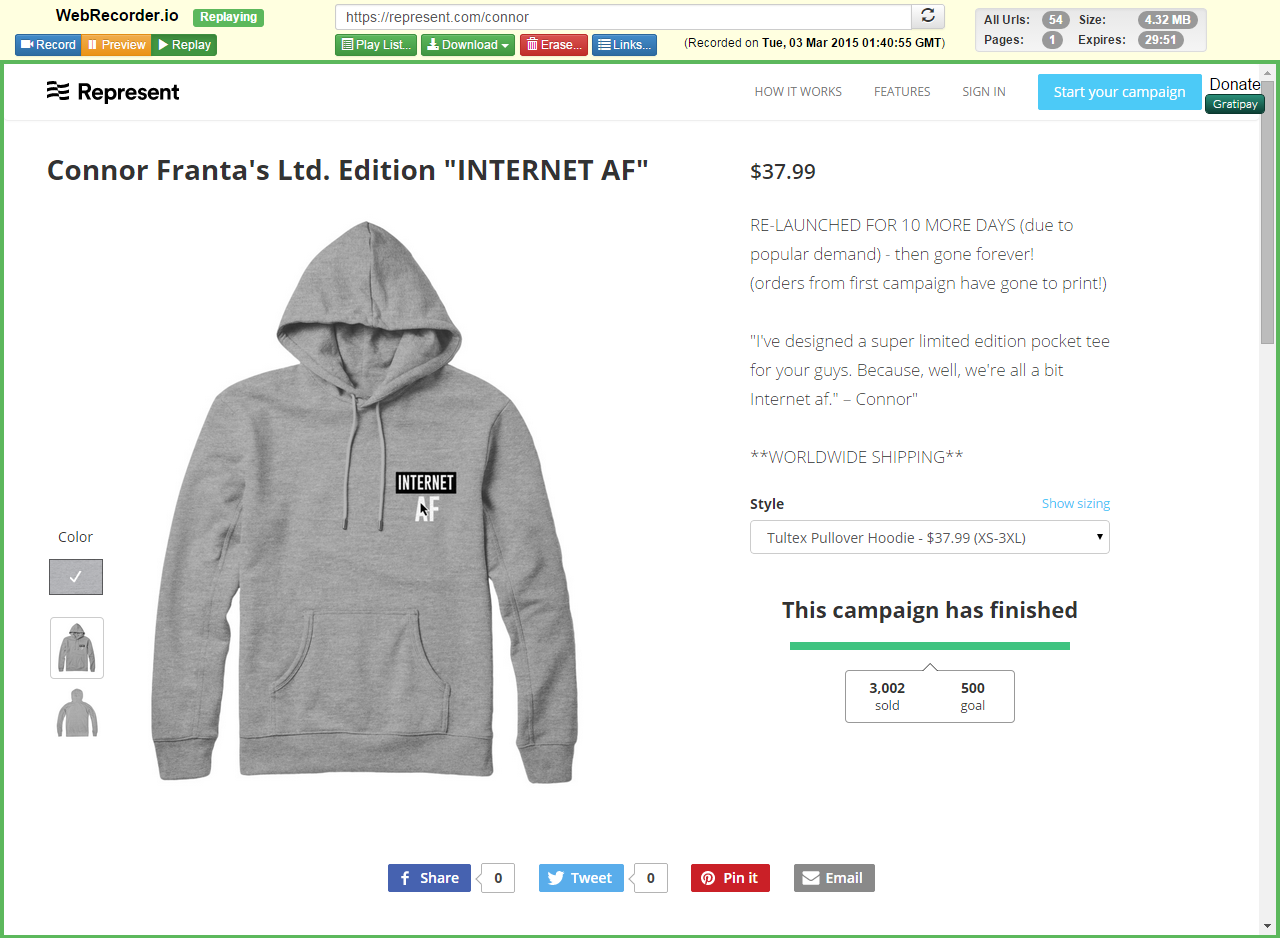 WebRecorder.io Replaying
https://represent.com/connor
All Urls: 54 Size: 4.32 MB
Record Preview Replay
Play List... Download Erase... Links...
(Recorded on Tue, 03 Mar 2015 01:40:55 GMT)
Pages: 1 Expires: 29:51
Represent
HOW IT WORKS FEATURES SIGN IN Start your campaign
Donate
Gratipay
Connor Franta's Ltd. Edition "INTERNET AF"
INTERNET
AF
Color
$37.99
RE-LAUNCHED FOR 10 MORE DAYS (due to
popular demand) - then gone forever!
(orders from first campaign have gone to print!)
"I've designed a super limited edition pocket tee
for your guys. Because, well, we're all a bit
Internet af." – Connor"
**WORLDWIDE SHIPPING**
Style Show sizing
Tultex Pullover Hoodie - $37.99 (XS-3XL)
This campaign has finished
3,002 500
sold goal
Share 0 Tweet 0 Pin it Email